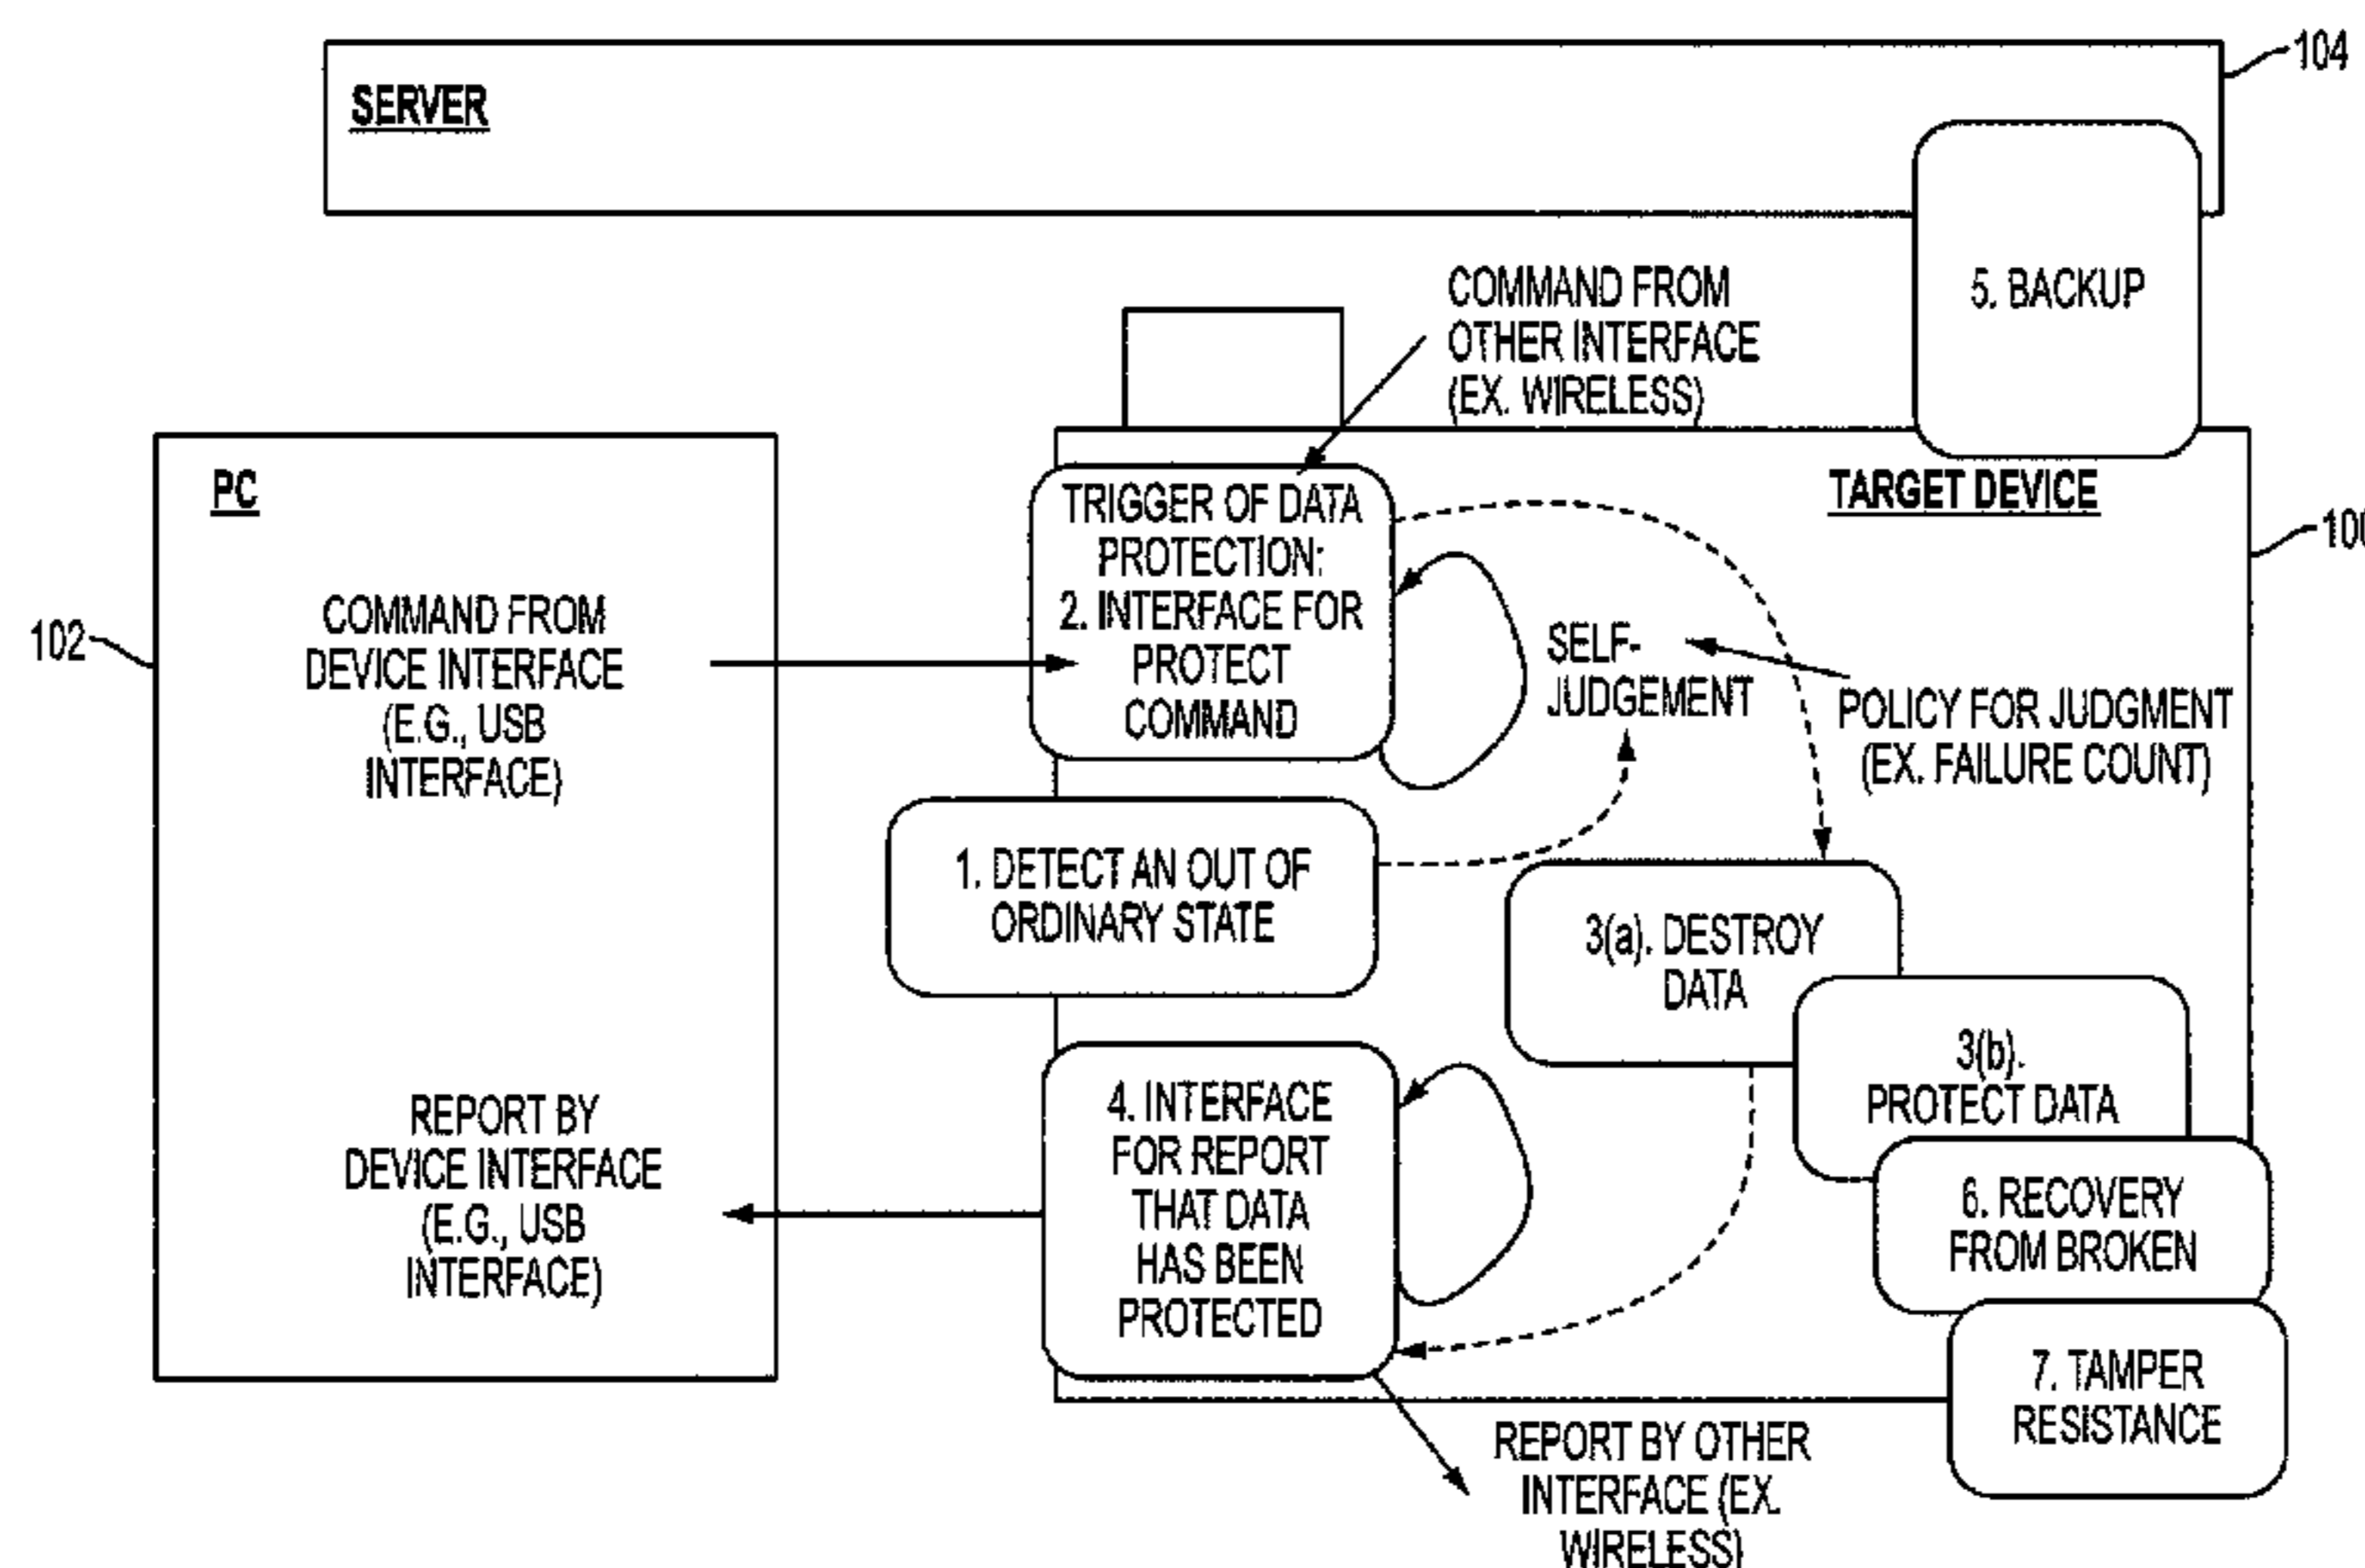 104
SERVER
5. BACKUP
COMMAND FROM
OTHER INTERFACE
(EX. WIRELESS)
PC
TARGET DEVICE
100
102
COMMAND FROM
DEVICE INTERFACE
(E.G., USB
INTERFACE)
TRIGGER OF DATA
PROTECTION:
2. INTERFACE FOR
PROTECT
COMMAND
SELF-
JUDGEMENT
POLICY FOR JUDGMENT
(EX. FAILURE COUNT)
1. DETECT AN OUT OF
ORDINARY STATE
3(a). DESTROY
DATA
3(b).
PROTECT DATA
REPORT BY
DEVICE INTERFACE
(E.G., USB
INTERFACE)
4. INTERFACE
FOR REPORT
THAT DATA
HAS BEEN
PROTECTED
6. RECOVERY
FROM BROKEN
7. TAMPER
RESISTANCE
REPORT BY OTHER
INTERFACE (EX.
WIRELESS)